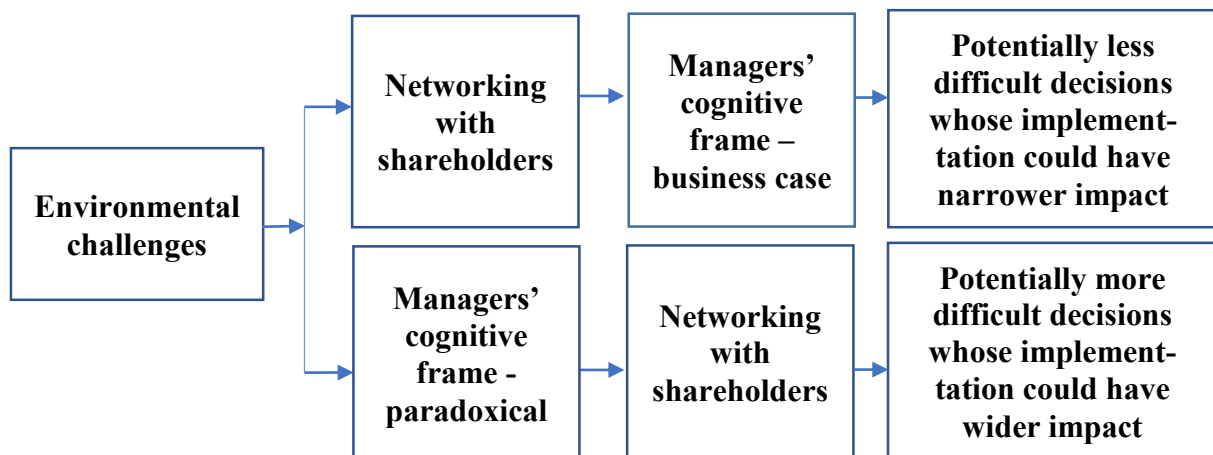 Environmental
challenges
Networking
with
shareholders
Managers’
cognitive
frame –
business case
Potentially less
difficult decisions
whose implement-
tation could have
narrower impact
Managers’
cognitive
frame -
paradoxical
Networking
with
shareholders
Potentially more
difficult decisions
whose implement-
tation could have
wider impact